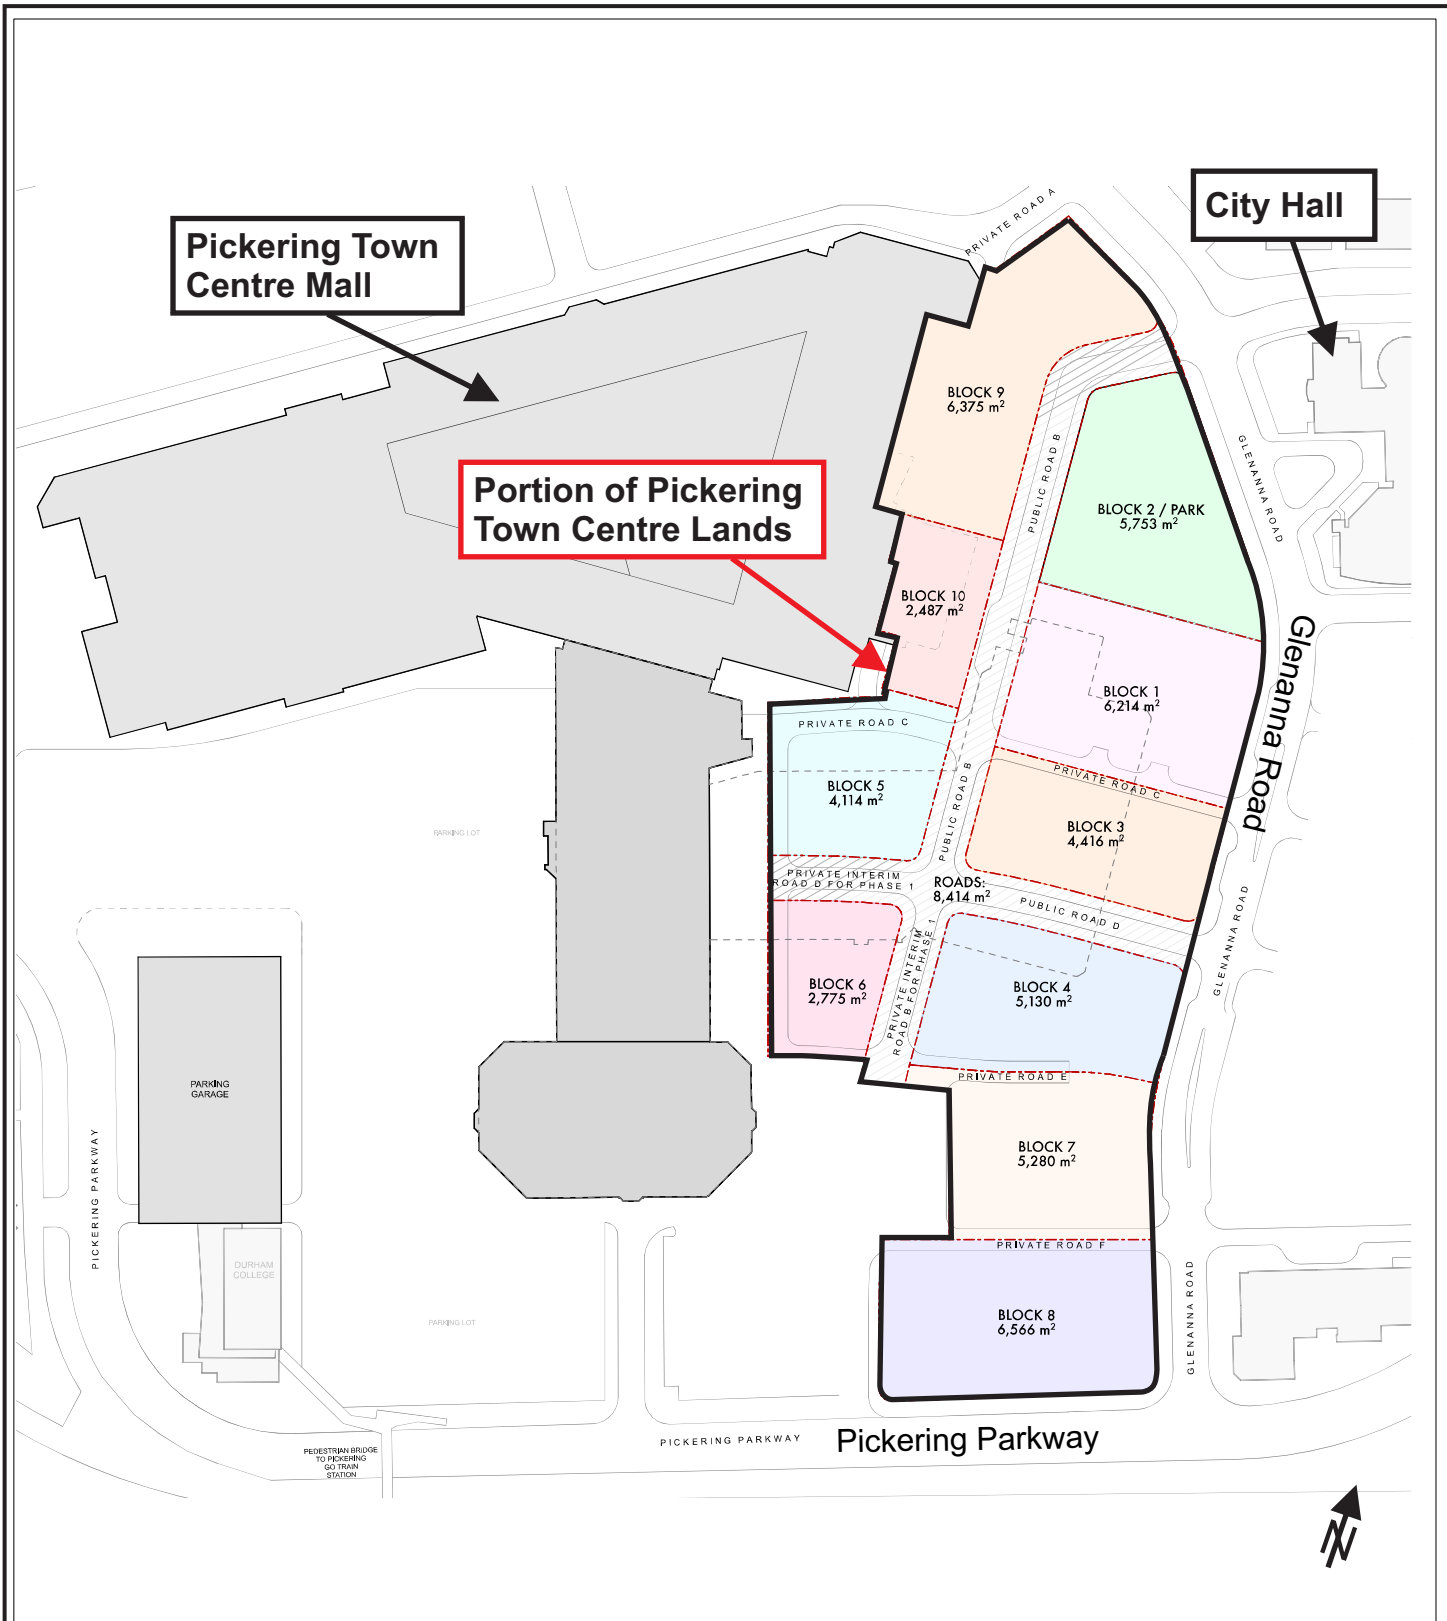 PRIVATE ROAD A
City Hall
Pickering Town
Centre Mall
BLOCK 9
6,375 m²
PUBLIC ROAD B
GLENANNA ROAD
Portion of Pickering
Town Centre Lands
BLOCK 2 / PARK
5,753 m²
BLOCK 10
2,487 m²
Glenanna Road
BLOCK 1
6,214 m²
PRIVATE ROAD C
PRIVATE ROAD C
BLOCK 5
4,114 m²
PUBLIC ROAD B
BLOCK 3
4,416 m²
PARKING LOT
PRIVATE INTERIM
ROAD D FOR PHASE 1
ROADS:
8,414 m²
PUBLIC ROAD D
GLENANNA ROAD
BLOCK 6
2,775 m²
PRIVATE INTERIM
ROAD B FOR PHASE 1
BLOCK 4
5,130 m²
PRIVATE ROAD E
PARKING
GARAGE
PICKERING PARKWAY
BLOCK 7
5,280 m²
PRIVATE ROAD F
DURHAM
COLLEGE
PARKING LOT
BLOCK 8
6,566 m²
GLENANNA ROAD
PICKERING PARKWAY
Pickering Parkway
PEDESTRIAN BRIDGE
TO PICKERING
GO TRAIN
STATION
N